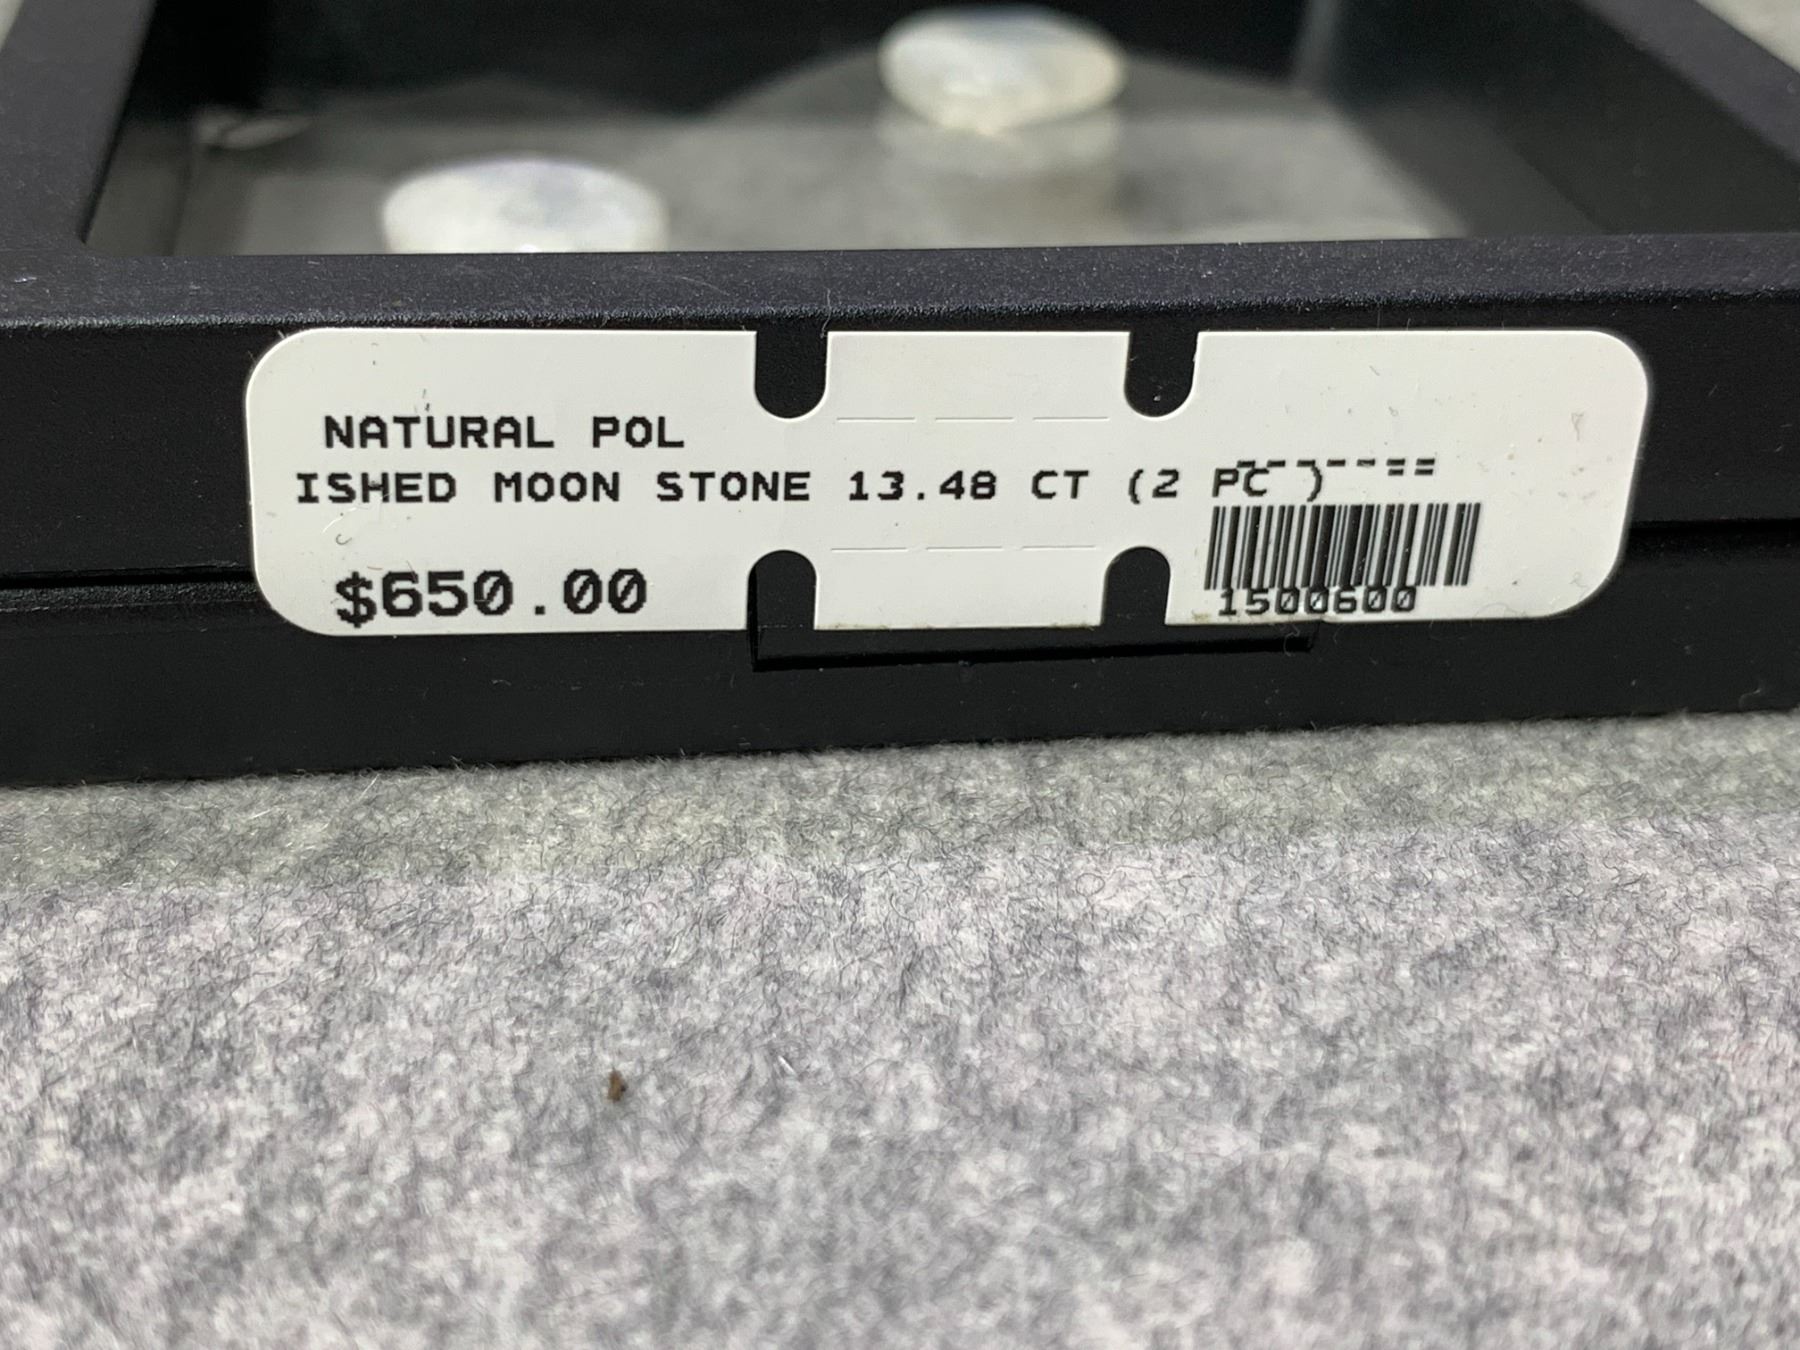 NATURAL POL
ISHED MOON STONE 13.48 CT (2 PC )
$650.00
1500600